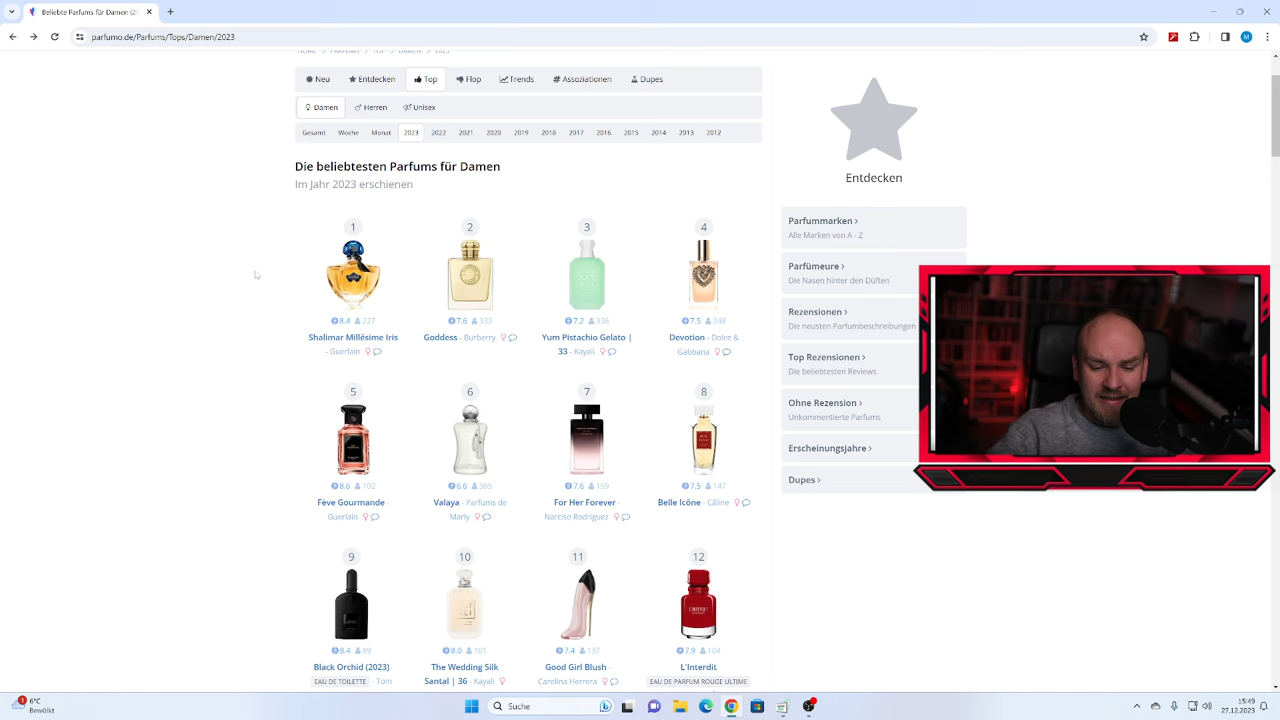 Beliebte Parfums für Damen (2(
parfumo.de/Parfums/Tops/Damen/2023
HOME > PARFUMS > TOP > DAMEN > 2023
Neu Entdecken Top Flop Trends # Assoziationen Dupes
Damen Herren Unisex
Gesamt Woche Monat 2023 2022 2021 2020 2019 2018 2017 2016 2015 2014 2013 2012
Die beliebtesten Parfums für Damen
Im Jahr 2023 erschienen
1 2 3 4
8.4 227 7.6 333 7.2 336 7.5 248
Shalimar Millésime Iris Goddess - Burberry Yum Pistachio Gelato | Devotion - Dolce &
- Guerlain 33 - Kayali Gabbana
5 6 7 8
8.6 102 6.6 365 7.6 159 7.5 147
Fève Gourmande - Valaya - Parfums de For Her Forever - Belle Icône - Câline
Guerlain Marly Narciso Rodriguez
9 10 11 12
8.4 89 8.0 101 7.4 137 7.9 104
Black Orchid (2023) The Wedding Silk Good Girl Blush - L'Interdit
EAU DE TOILETTE - Tom Santal | 36 - Kayali Carolina Herrera EAU DE PARFUM ROUGE ULTIME
Entdecken
Parfummarken >
Alle Marken von A - Z
Parfümeure >
Die Nasen hinter den Düften
Rezensionen >
Die neusten Parfumbeschreibungen
Top Rezensionen >
Die beliebtesten Reviews
Ohne Rezension >
Unkommentierte Parfums
Erscheinungsjahre >
Dupes >
1
6°C
Bewölkt
Suche
15:49
27.12.2023
M